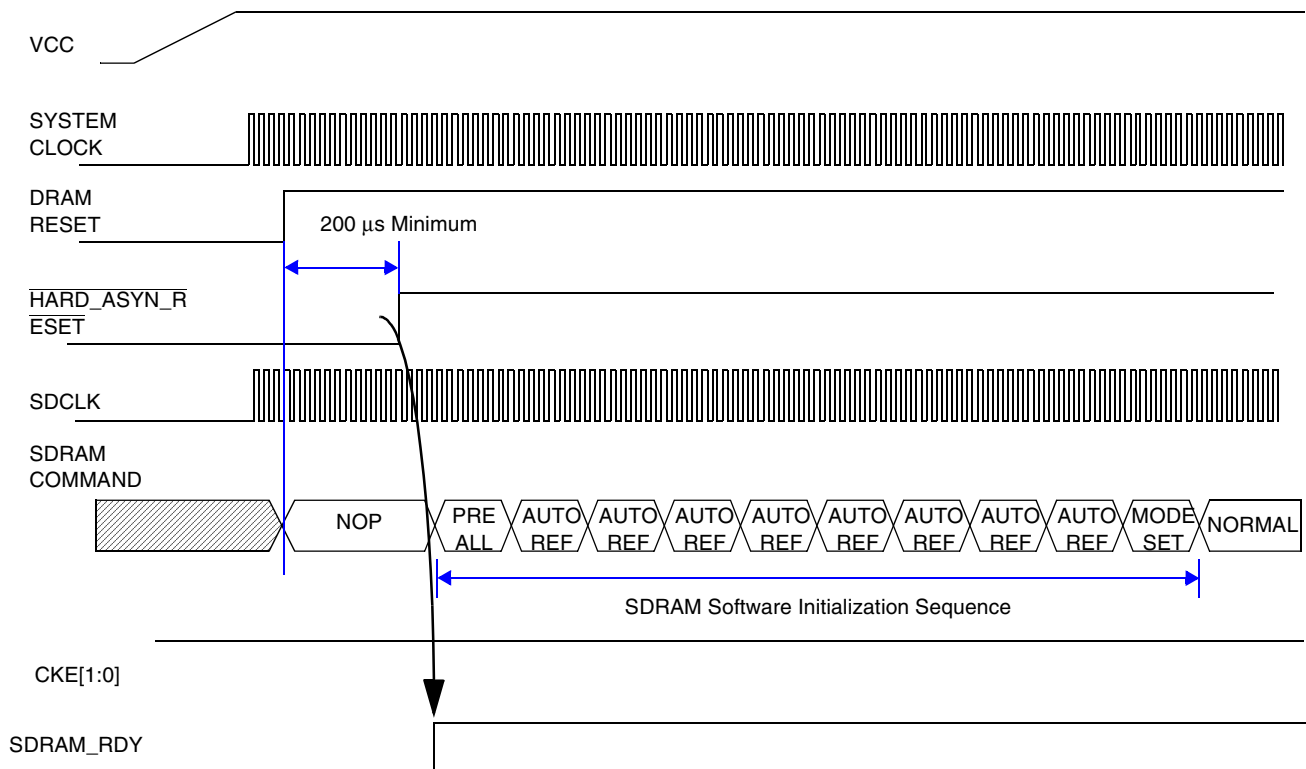 VCC
SYSTEM
CLOCK
DRAM
RESET
200 μs Minimum
HARD_ASYN_R
ESET
SDCLK
SDRAM
COMMAND
NOP
PRE
ALL
AUTO
REF
AUTO
REF
AUTO
REF
AUTO
REF
AUTO
REF
AUTO
REF
AUTO
REF
AUTO
REF
MODE
SET
NORMAL
SDRAM Software Initialization Sequence
CKE[1:0]
SDRAM_RDY